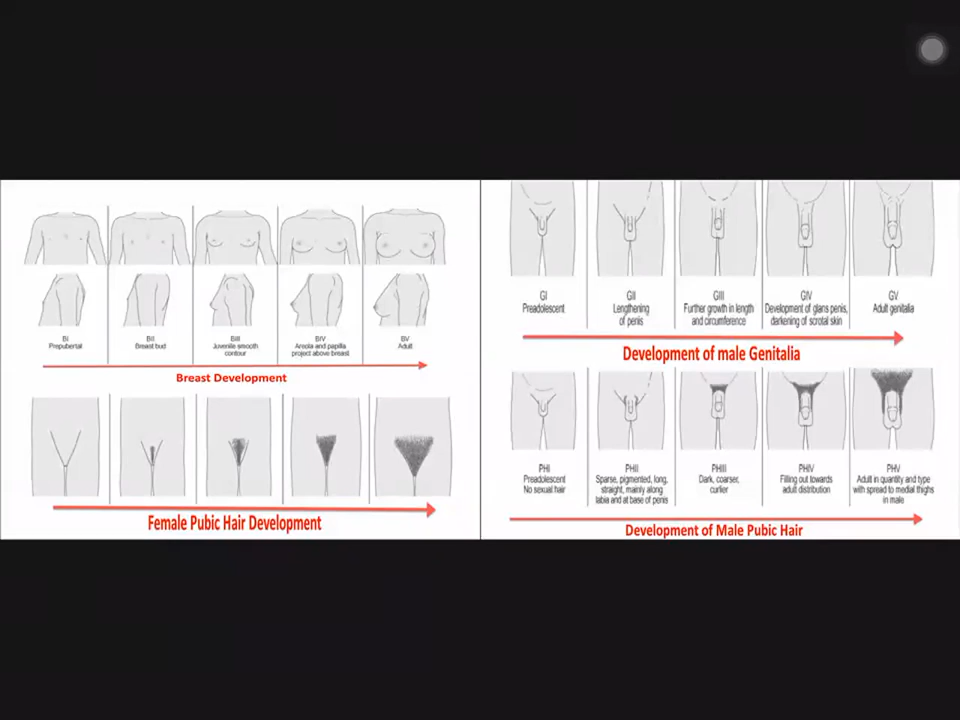 BI
Prepubertal
BII
Breast bud
BIII
Juvenile smooth
contour
BIV
Areola and papilla
project above breast
BV
Adult
Breast Development
Female Pubic Hair Development
GI
Preadolescent
GII
Lengthening
of penis
GIII
Further growth in length
and circumference
GIV
Development of glans penis,
darkening of scrotal skin
GV
Adult genitalia
Development of male Genitalia
PHI
Preadolescent
No sexual hair
PHII
Sparse, pigmented, long,
straight, mainly along
labia and at base of penis
PHIII
Dark, coarser,
curlier
PHIV
Filling out towards
adult distribution
PHV
Adult in quantity and type
with spread to medial thighs
in male
Development of Male Pubic Hair